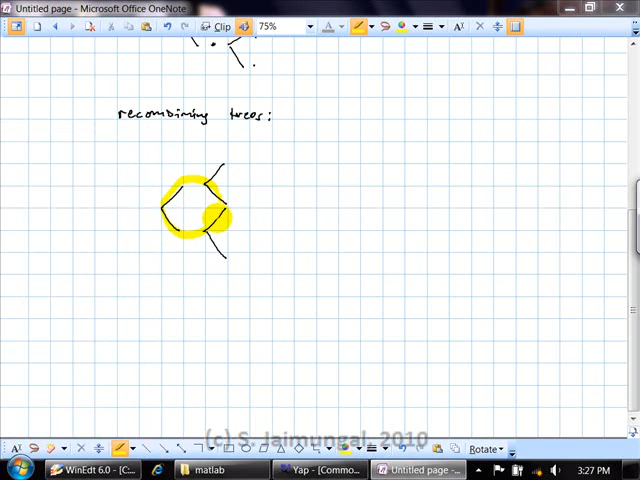 Untitled page - Microsoft Office OneNote
Clip
75%
recombining trees:
(c) S. Jaimungal, 2010
Rotate
WinEdt 6.0 - [C:...
matlab
Yap - [Commo...
Untitled page -...
3:27 PM